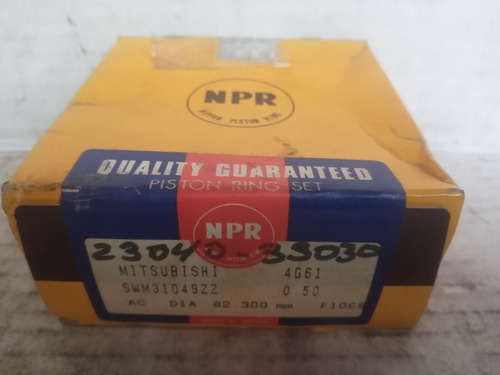 NPR
NIPPON PISTON RING
QUALITY GUARANTEED
PISTON RING SET
NPR
23040-33030
MITSUBISHI 4G61
SWM31049ZZ 0.50
AC DIA 82 300 mm